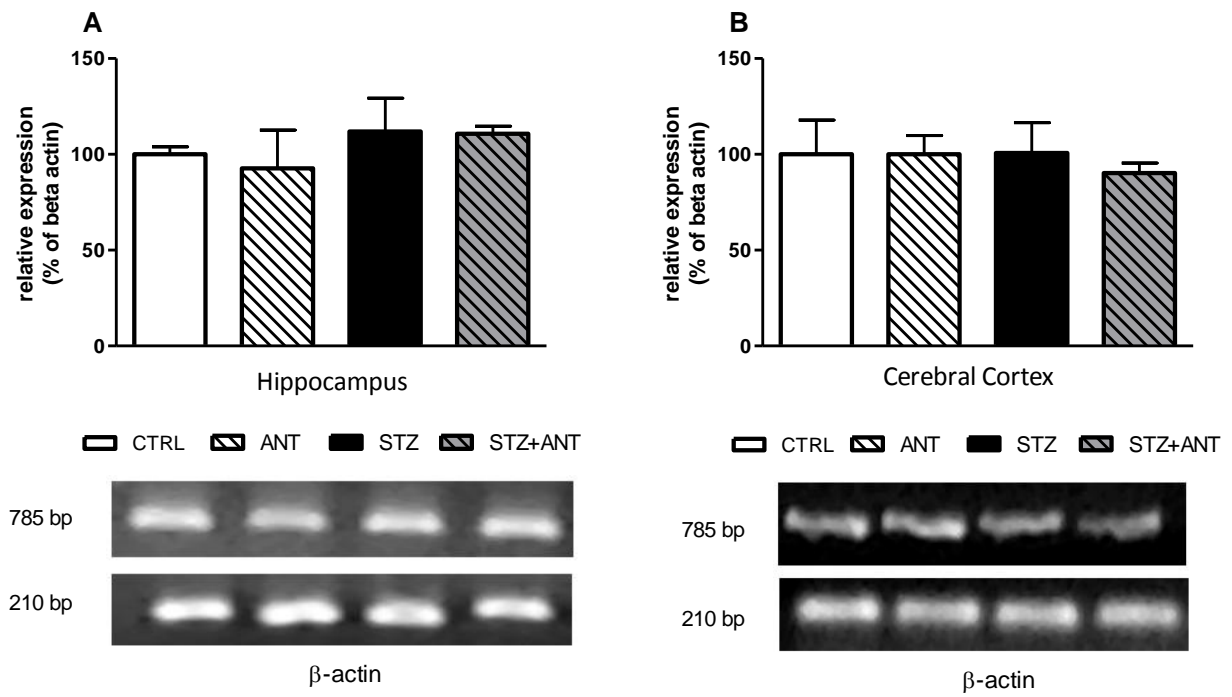 A
relative expression
(% of beta actin)
150
100
50
0
Hippocampus
CTRL ANT STZ STZ+ANT
785 bp
210 bp
β-actin
B
relative expression
(% of beta actin)
150
100
50
0
Cerebral Cortex
CTRL ANT STZ STZ+ANT
785 bp
210 bp
β-actin